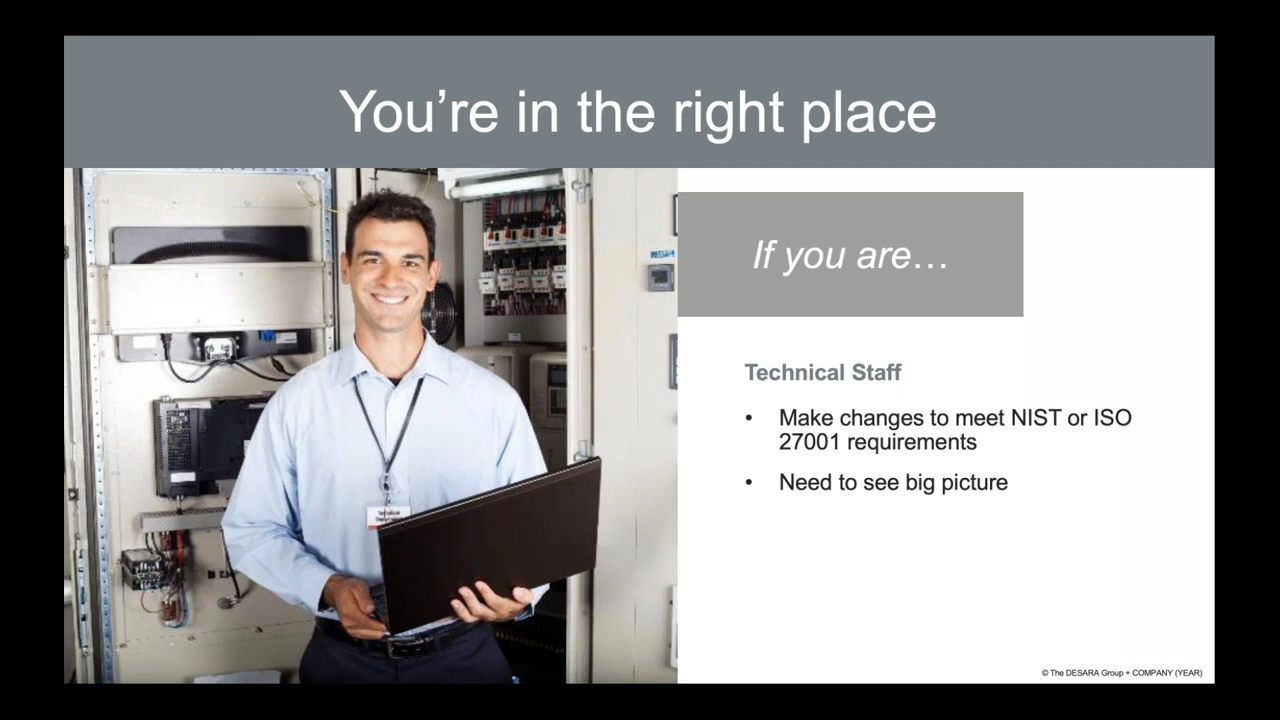 You’re in the right place
If you are…
Technical Staff
• Make changes to meet NIST or ISO
27001 requirements
• Need to see big picture
© The DESARA Group + COMPANY (YEAR)